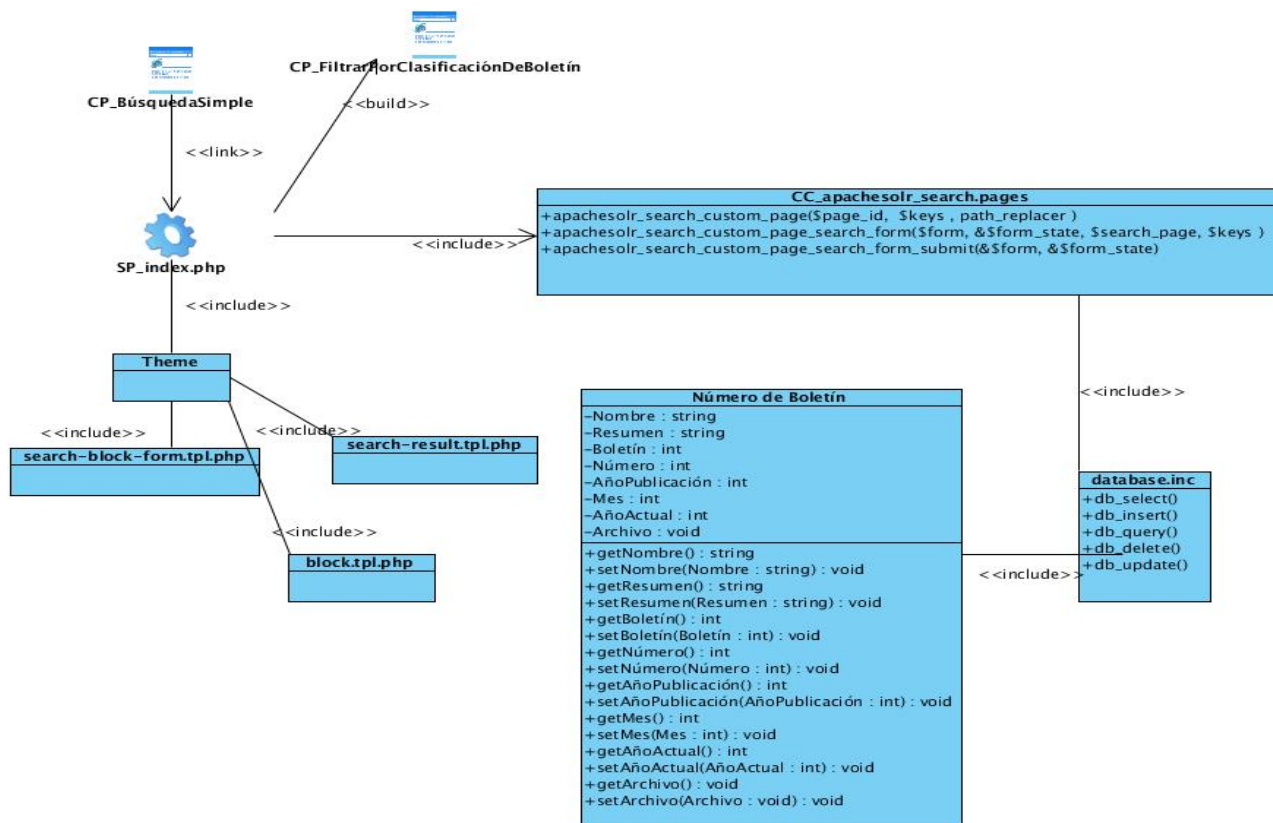 CP_FiltrarPorClasificaciónDeBoletín
CP_BúsquedaSimple
<<build>>
<<link>>
SP_index.php
<<include>>
CC_apachesolr_search.pages
+apachesolr_search_custom_page($page_id, $keys , path_replacer )
+apachesolr_search_custom_page_search_form($form, &$form_state, $search_page, $keys )
+apachesolr_search_custom_page_search_form_submit(&$form, &$form_state)
<<include>>
Theme
<<include>>
<<include>>
search-block-form.tpl.php
search-result.tpl.php
<<include>>
block.tpl.php
Número de Boletín
-Nombre : string
-Resumen : string
-Boletín : int
-Número : int
-AñoPublicación : int
-Mes : int
-AñoActual : int
-Archivo : void
+getNombre() : string
+setNombre(Nombre : string) : void
+getResumen() : string
+setResumen(Resumen : string) : void
+getBoletín() : int
+setBoletín(Boletín : int) : void
+getNúmero() : int
+setNúmero(Número : int) : void
+getAñoPublicación() : int
+setAñoPublicación(AñoPublicación : int) : void
+getMes() : int
+setMes(Mes : int) : void
+getAñoActual() : int
+setAñoActual(AñoActual : int) : void
+getArchivo() : void
+setArchivo(Archivo : void) : void
<<include>>
database.inc
+db_select()
+db_insert()
+db_query()
+db_delete()
+db_update()
<<include>>